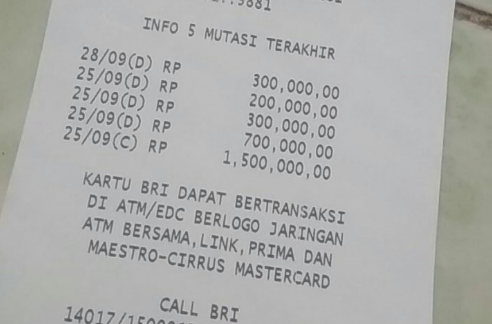 INFO 5 MUTASI TERAKHIR
28/09(D) RP 300,000,00
25/09(D) RP 200,000,00
25/09(D) RP 300,000,00
25/09(D) RP 700,000,00
25/09(C) RP 1,500,000,00
KARTU BRI DAPAT BERTRANSAKSI
DI ATM/EDC BERLOGO JARINGAN
ATM BERSAMA,LINK,PRIMA DAN
MAESTRO-CIRRUS MASTERCARD
CALL BRI